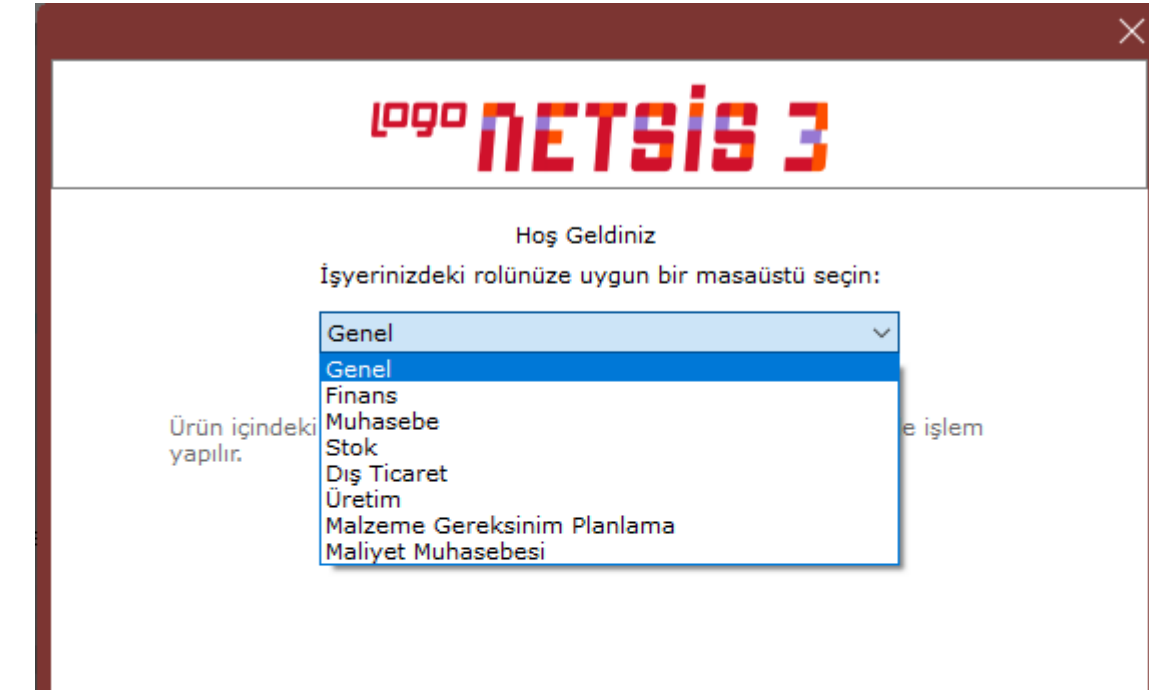 logo NETSİS 3
Hoş Geldiniz
İşyerinizdeki rolünüze uygun bir masaüstü seçin:
Genel
Genel
Finans
Muhasebe
Stok
Dış Ticaret
Üretim
Malzeme Gereksinim Planlama
Maliyet Muhasebesi
Ürün içindeki e işlem
yapılır.